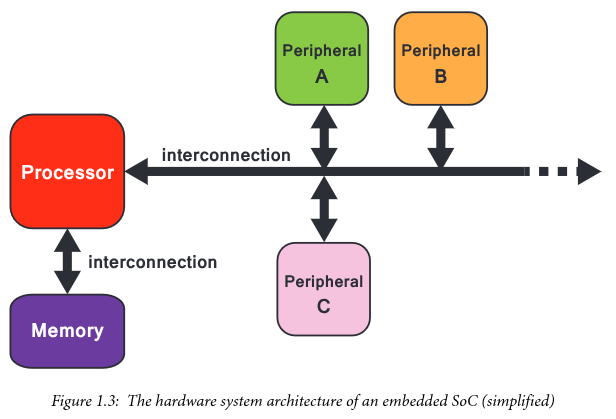 Peripheral
A
Peripheral
B
interconnection
Processor
interconnection
Peripheral
C
Memory
Figure 1.3: The hardware system architecture of an embedded SoC (simplified)